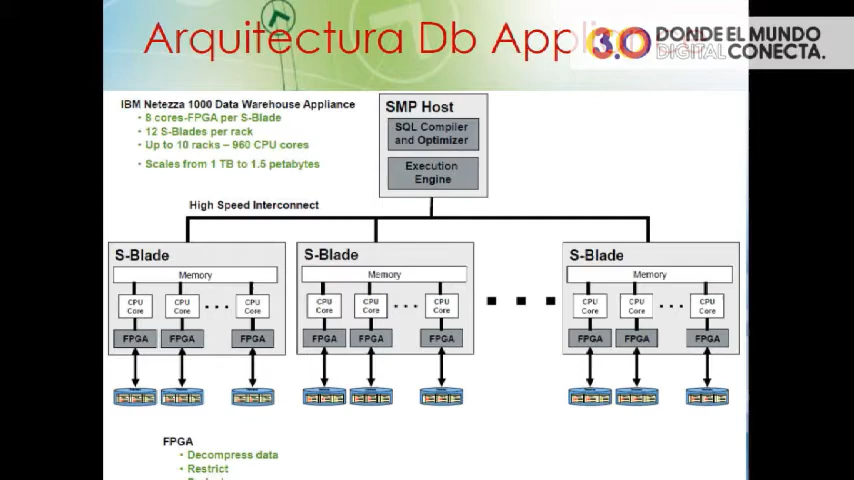 Arquitectura Db Appl
3.0 DONDE EL MUNDO
DIGITAL CONECTA.
IBM Netezza 1000 Data Warehouse Appliance
• 8 cores-FPGA per S-Blade
• 12 S-Blades per rack
• Up to 10 racks – 960 CPU cores
• Scales from 1 TB to 1.5 petabytes
SMP Host
SQL Compiler
and Optimizer
Execution
Engine
High Speed Interconnect
S-Blade
Memory
CPU Core CPU Core CPU Core
FPGA FPGA FPGA
S-Blade
Memory
CPU Core CPU Core CPU Core
FPGA FPGA FPGA
S-Blade
Memory
CPU Core CPU Core CPU Core
FPGA FPGA FPGA
FPGA
• Decompress data
• Restrict